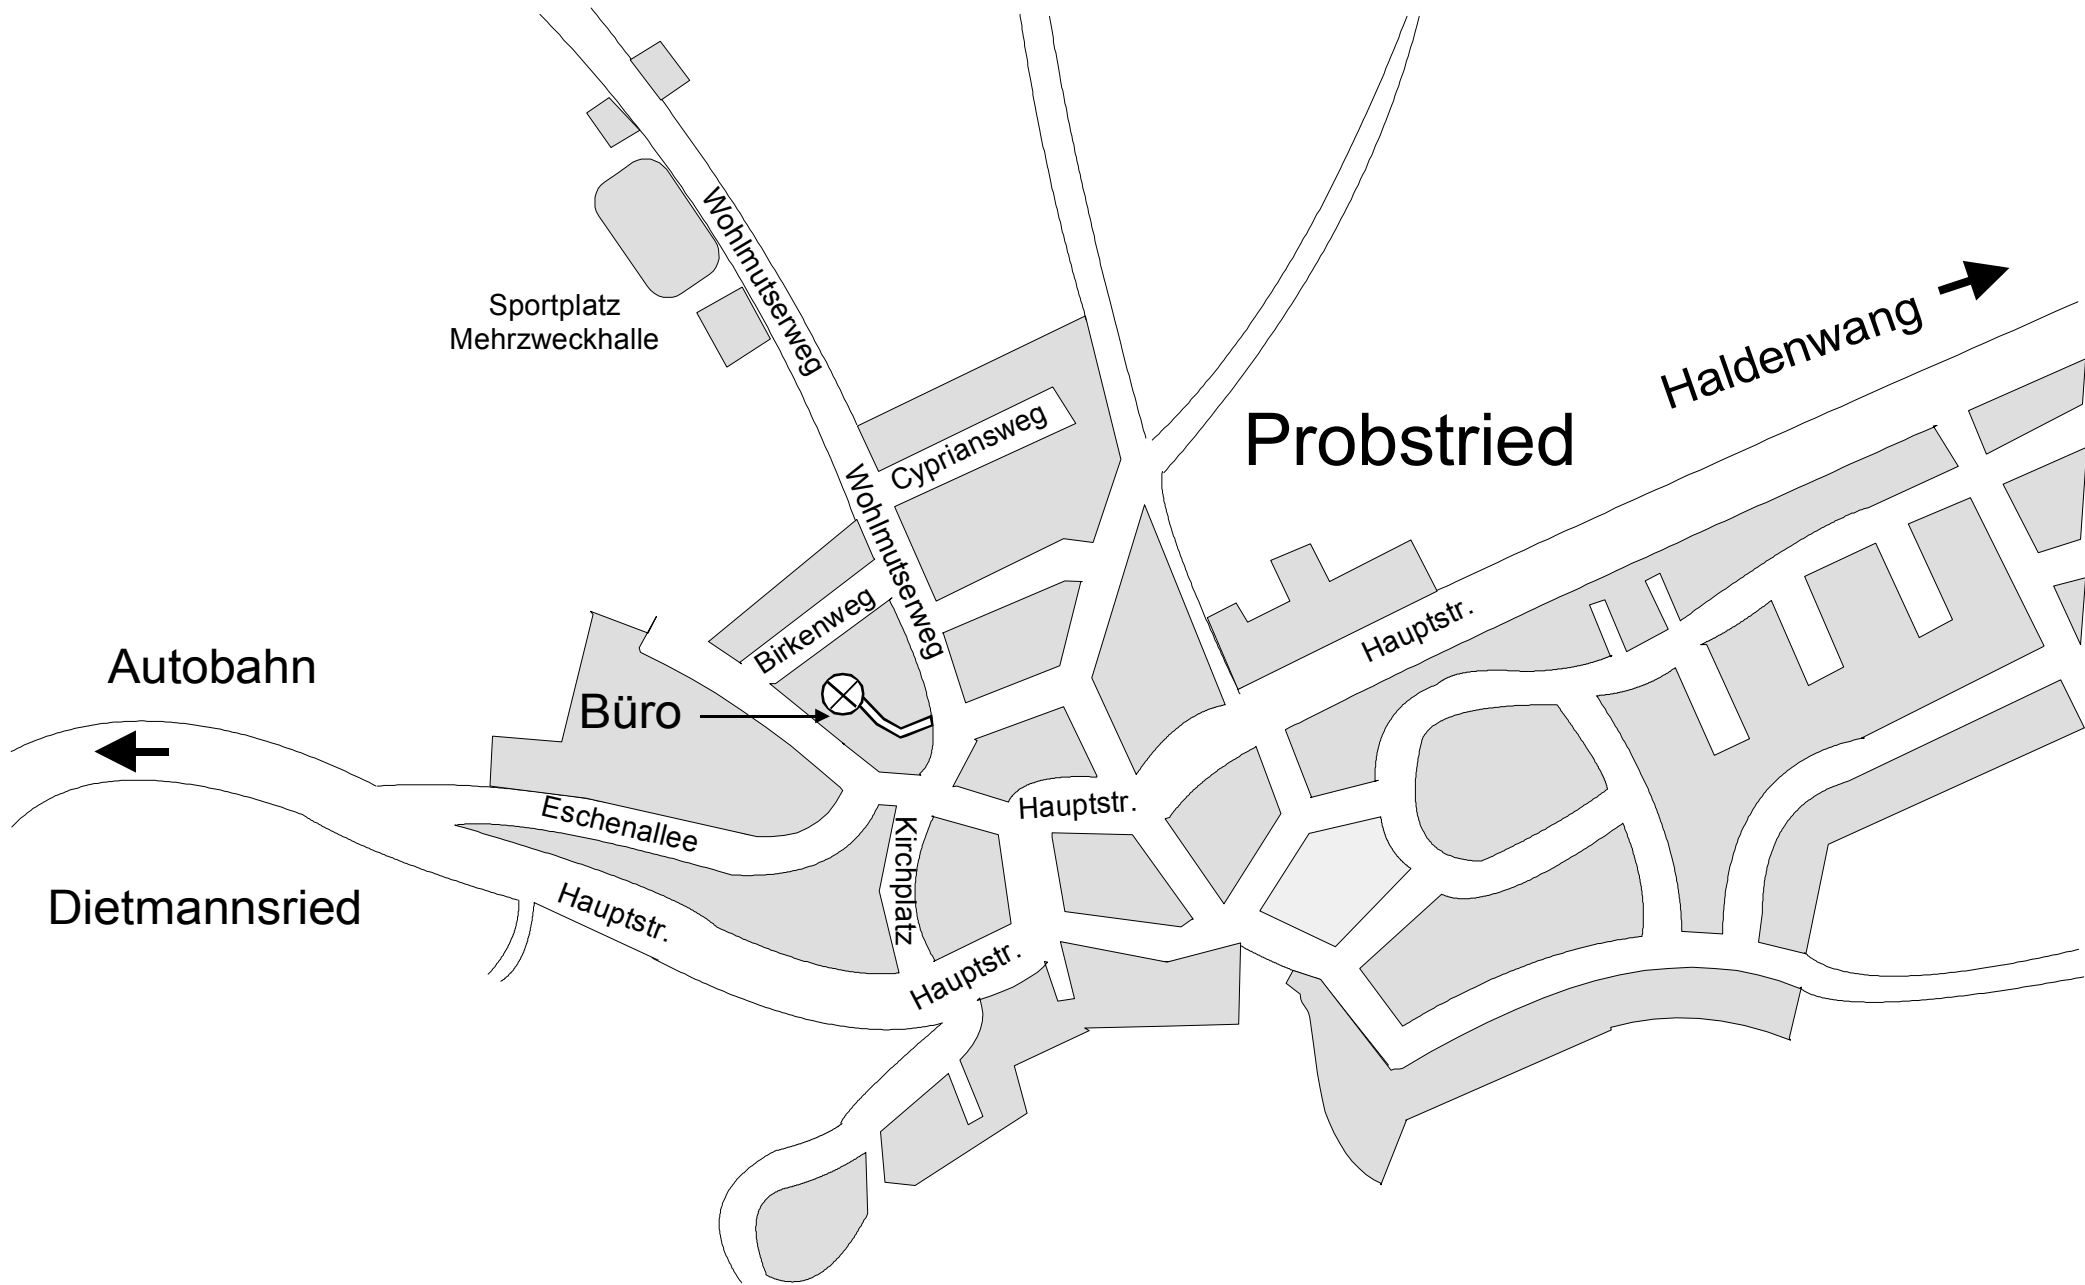 Wohlmutserweg
Sportplatz
Mehrzweckhalle
Haldenwang
Probstried
Cypriansweg
Wohlmutserweg
Birkenweg
Hauptstr.
Autobahn
Büro
Hauptstr.
Eschenallee
Kirchplatz
Dietmannsried
Hauptstr.
Hauptstr.